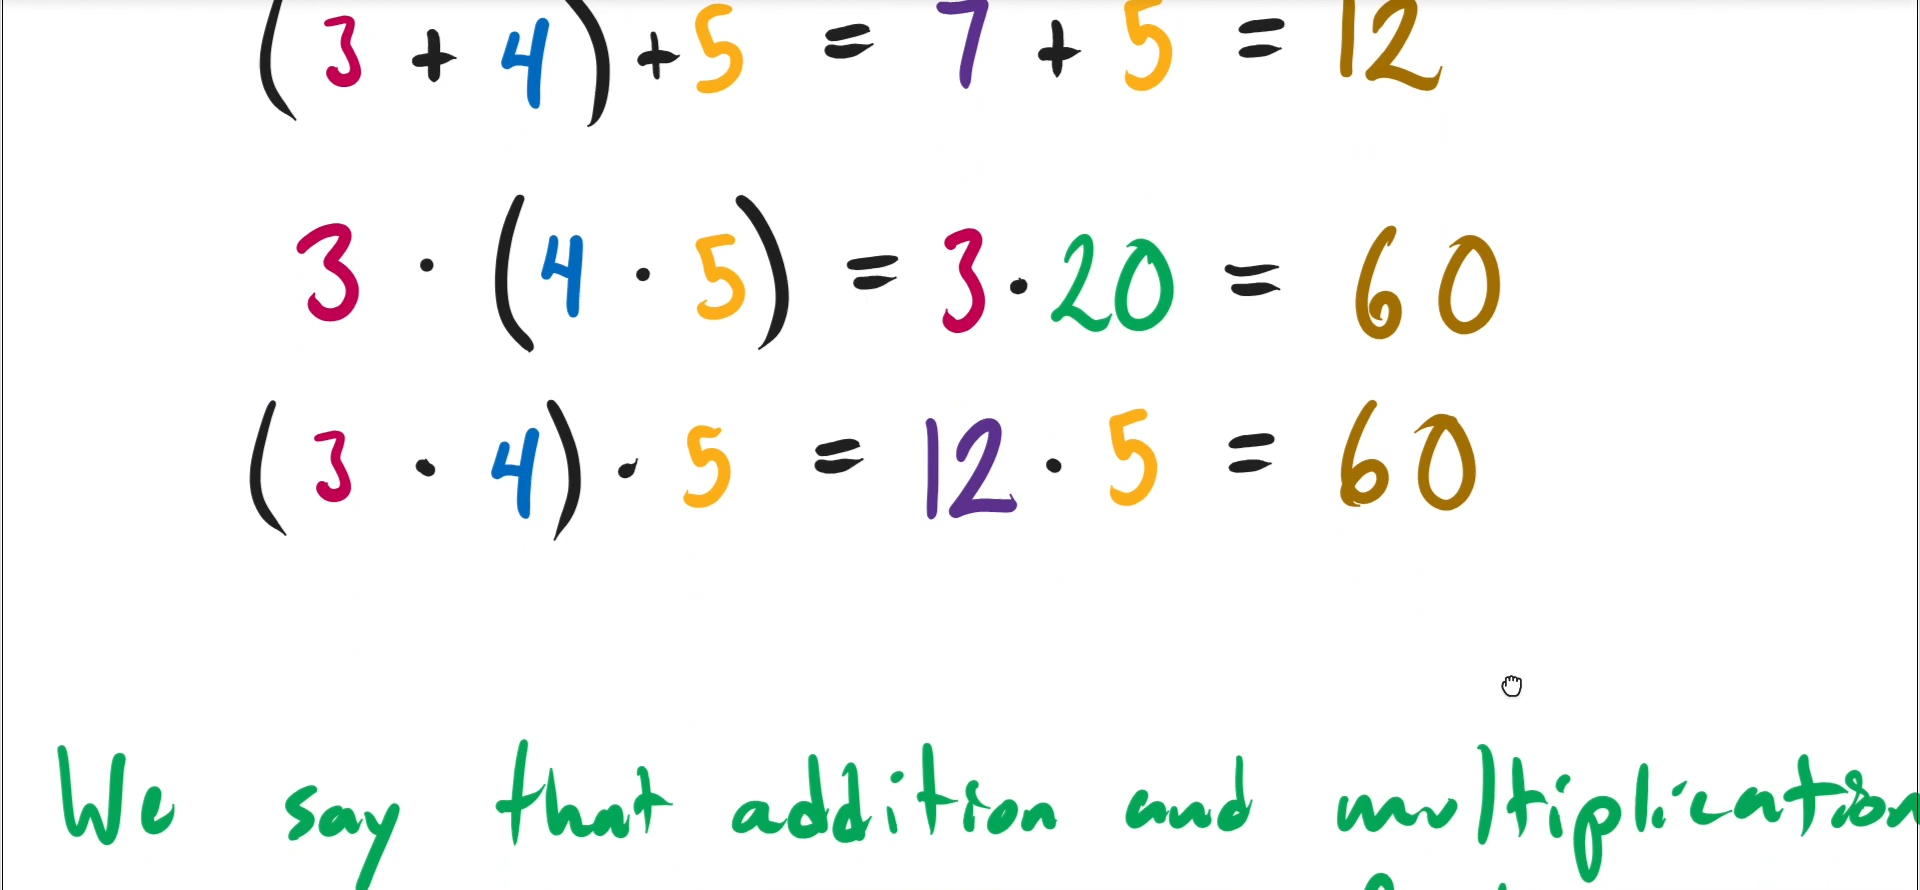 (3 + 4) + 5 = 7 + 5 = 12
3 · (4 · 5) = 3 · 20 = 60
(3 · 4) · 5 = 12 · 5 = 60
We say that addition and multiplication